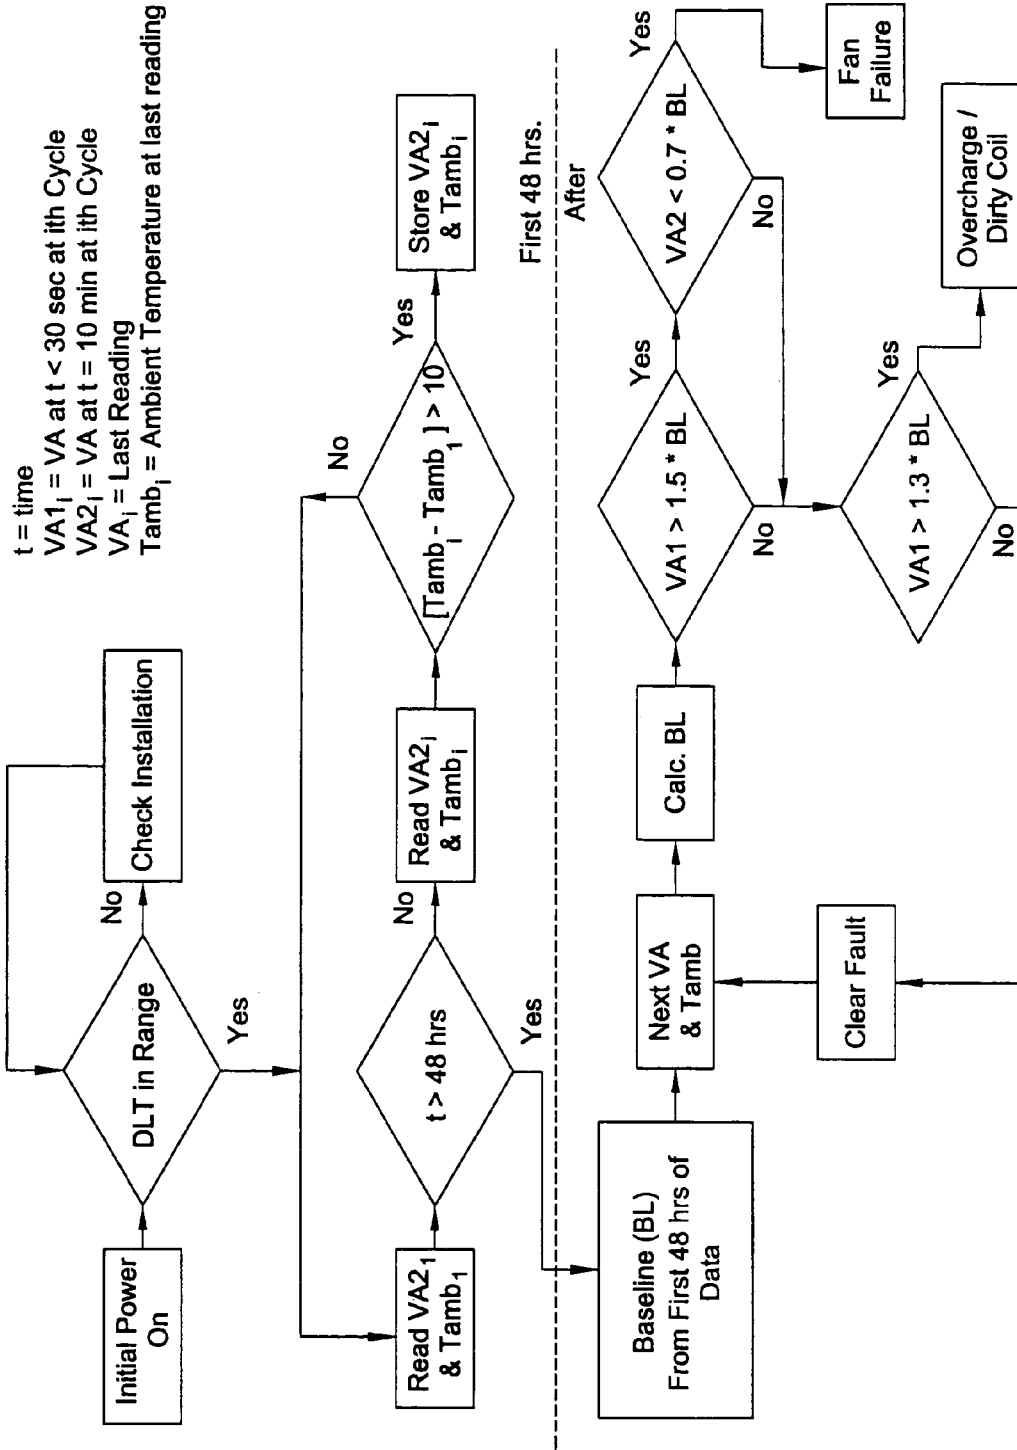 t = time
VA1i = VA at t < 30 sec at ith Cycle
VA2i = VA at t = 10 min at ith Cycle
VAi = Last Reading
Tambi = Ambient Temperature at last reading
Initial Power
On
DLT in Range
No
Check Installation
Yes
Read VA21
& Tamb1
t > 48 hrs
No
Read VA2i
& Tambi
[Tambi - Tamb1] > 10
No
Yes
Store VA2i
& Tambi
Yes
First 48 hrs.
After
Baseline (BL)
From First 48 hrs of
Data
Next VA
& Tamb
Calc. BL
VA1 > 1.5 * BL
Yes
No
VA2 < 0.7 * BL
Yes
No
Fan
Failure
Clear Fault
VA1 > 1.3 * BL
Yes
No
Overcharge /
Dirty Coil